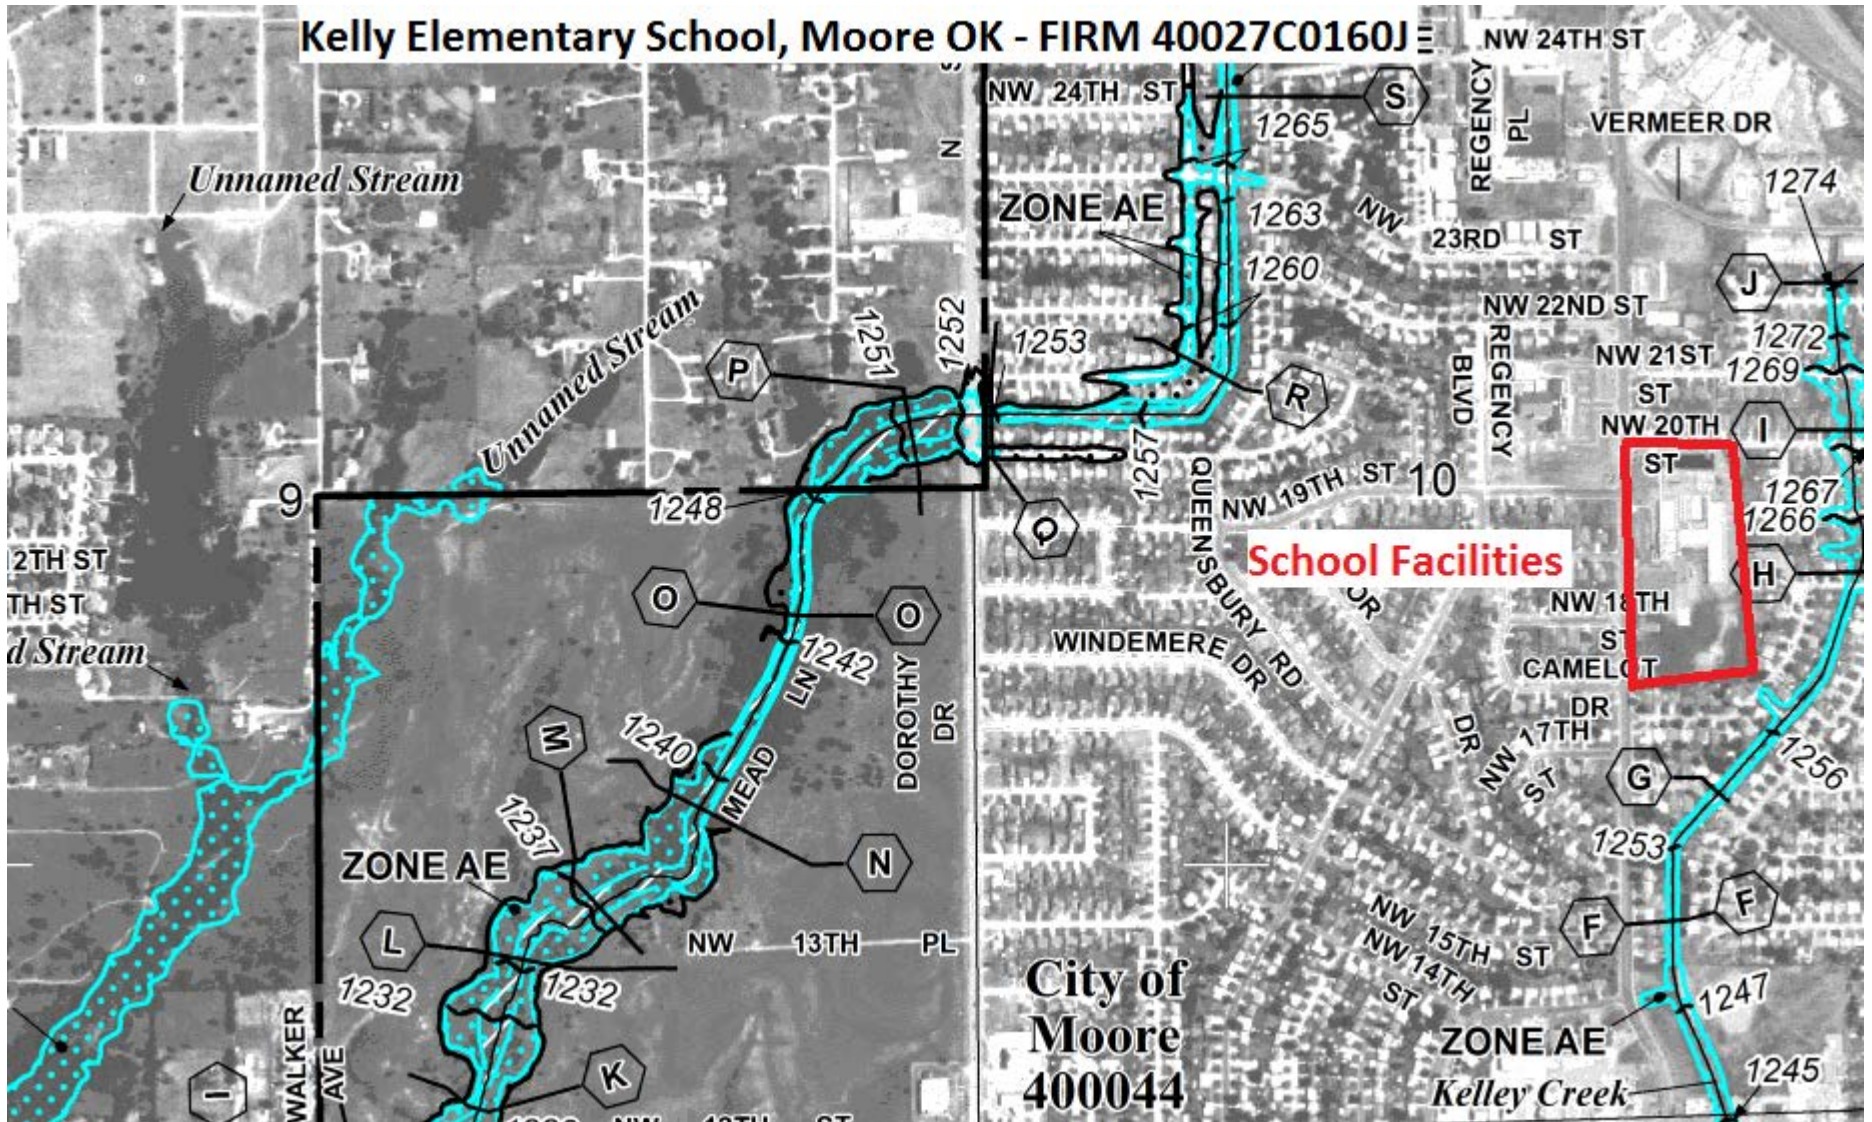 Kelly Elementary School, Moore OK - FIRM 40027C0160J
NW 24TH ST
NW 24TH ST
S
REGENCY
PL
VERMEER DR
1265
N
S
Unnamed Stream
1274
ZONE AE
1263
NW
23RD ST
1260
J
NW 22ND ST
1251
1252
1253
1272
Unnamed Stream
P
R
REGENCY
BLVD
NW 21ST
ST
1269
NW 20TH
ST
I
1257
9
1248
NW 19TH ST
10
1267
1266
Q
QUEENSBURY RD
School Facilities
H
12TH ST
TH ST
O
O
DR
NW 18TH
ST
d Stream
1242
LN
MEAD
DOROTHY
DR
WINDEMERE DR
CAMELOT
DR
DR
NW 17TH
ST
M
1240
G
1256
1237
ZONE AE
N
1253
L
NW 13TH PL
NW 15TH ST
NW 14TH
ST
F
F
1232
1232
City of
Moore
400044
1247
ZONE AE
Kelley Creek
1245
WALKER
AVE
I
K
NW 12TH ST